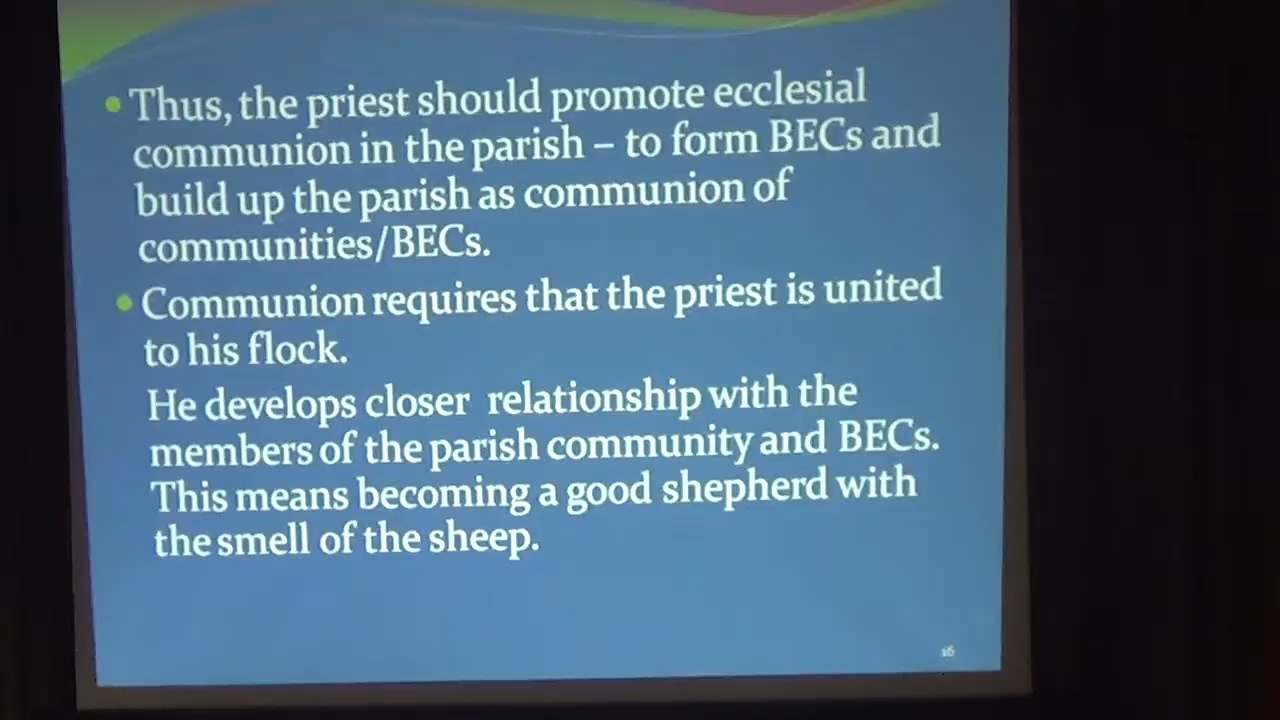 • Thus, the priest should promote ecclesial
communion in the parish – to form BECs and
build up the parish as communion of
communities/BECs.
• Communion requires that the priest is united
to his flock.
He develops closer relationship with the
members of the parish community and BECs.
This means becoming a good shepherd with
the smell of the sheep.
16